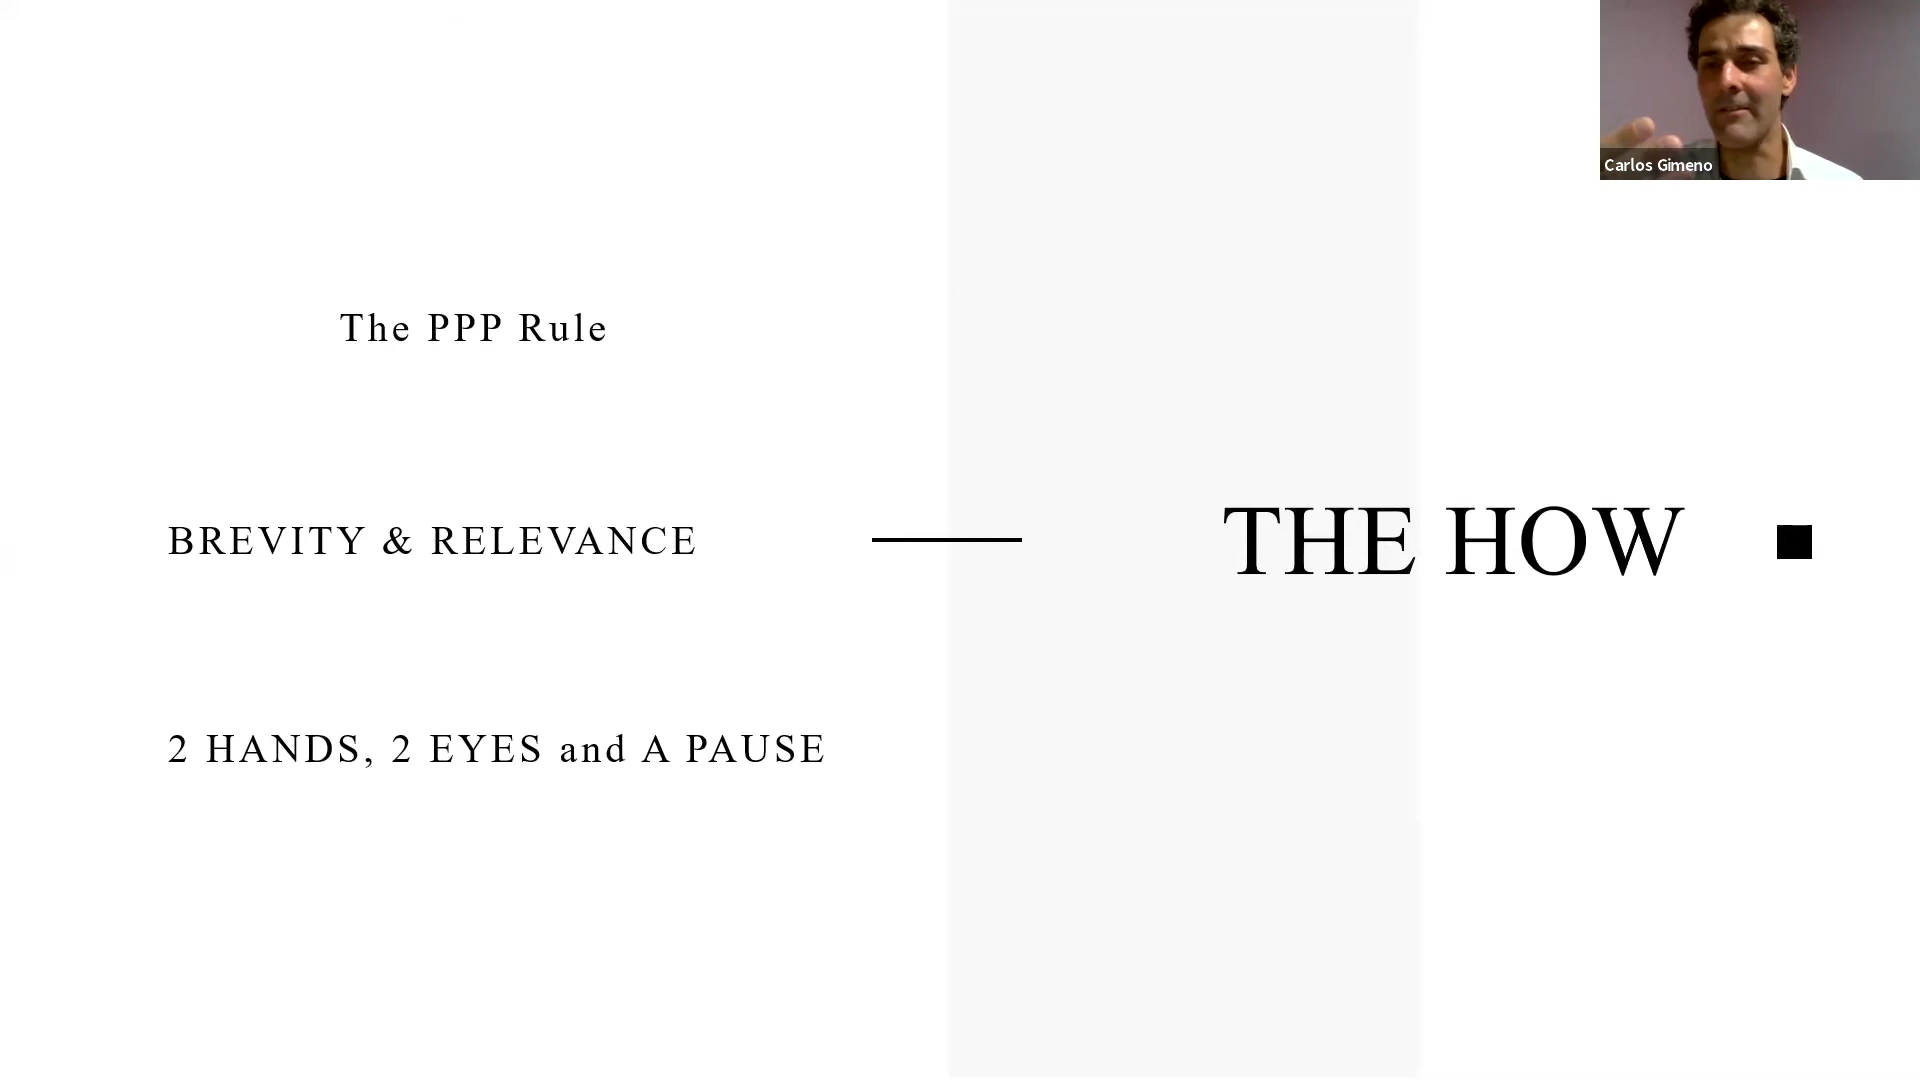 Carlos Gimeno
The PPP Rule
BREVITY & RELEVANCE
THE HOW
2 HANDS, 2 EYES and A PAUSE